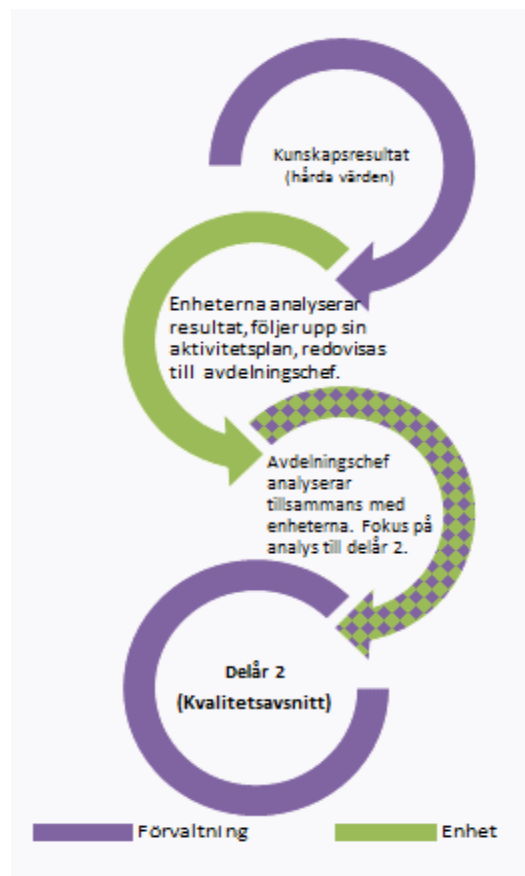 Kunskapsresultat
(hårda värden)
Enheterna analyserar
resultat, följer upp sin
aktivitetsplan, redovisas
till avdelningschef.
Avdelningschef
analyserar
tillsammans med
enheterna. Fokus på
analys till delår 2.
Delår 2
(Kvalitetsavsnitt)
Förvaltning
Enhet